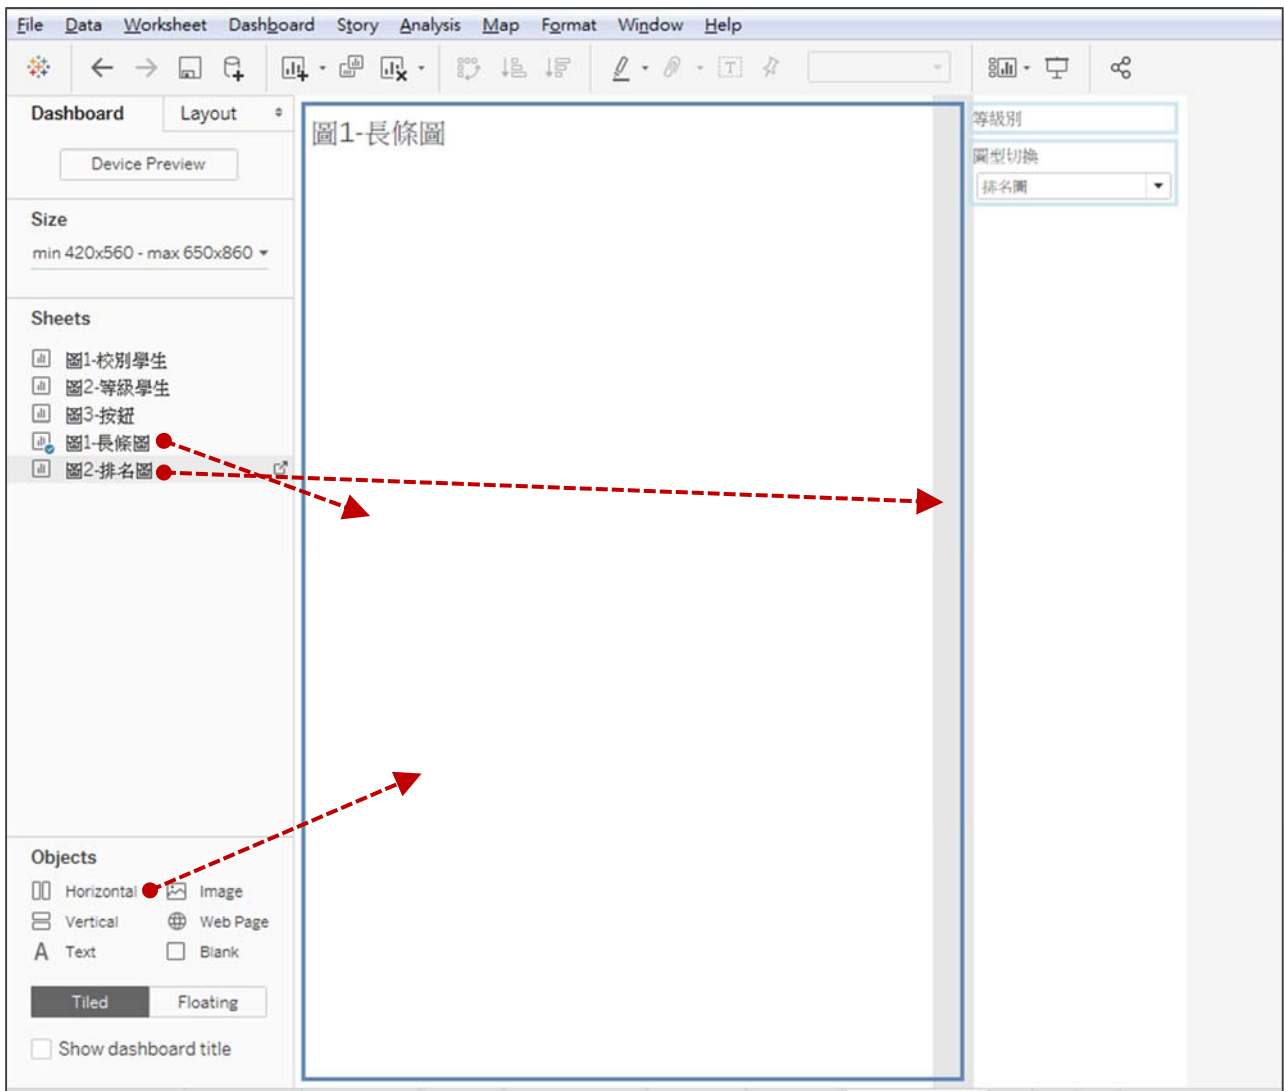 File Data Worksheet Dashboard Story Analysis Map Format Window Help
Dashboard Layout
Device Preview
Size
min 420x560 - max 650x860
Sheets
圖1-校別學生
圖2-等級學生
圖3-按鈕
圖1-長條圖
圖2-排名圖
Objects
Horizontal Image
Vertical Web Page
A Text Blank
Tiled Floating
Show dashboard title
圖1-長條圖
等級別
圖型切換
排名圖